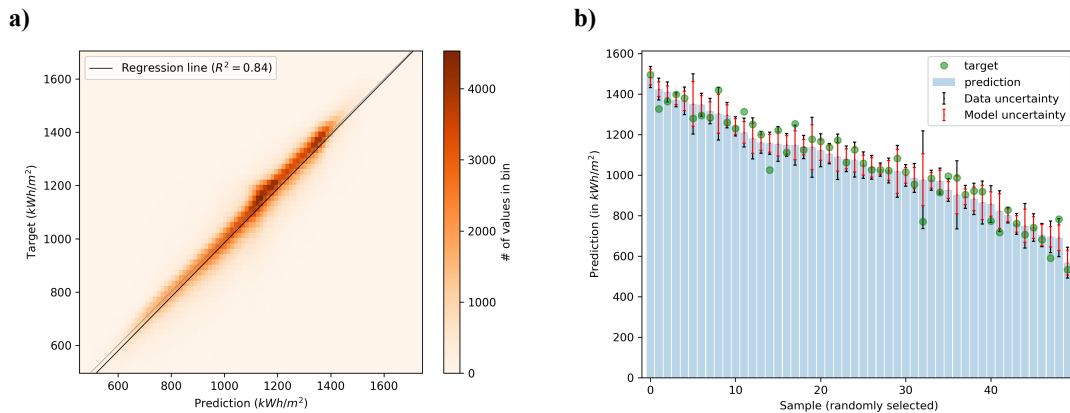 a)
Regression line (R² = 0.84)
1600
1400
1200
1000
800
600
Target (kWh/m²)
600 800 1000 1200 1400 1600
Prediction (kWh/m²)
4000
3000
2000
1000
0
# of values in bin
b)
target
prediction
Data uncertainty
Model uncertainty
1600
1400
1200
1000
800
600
400
200
0
Prediction (in kWh/m²)
0 10 20 30 40
Sample (randomly selected)